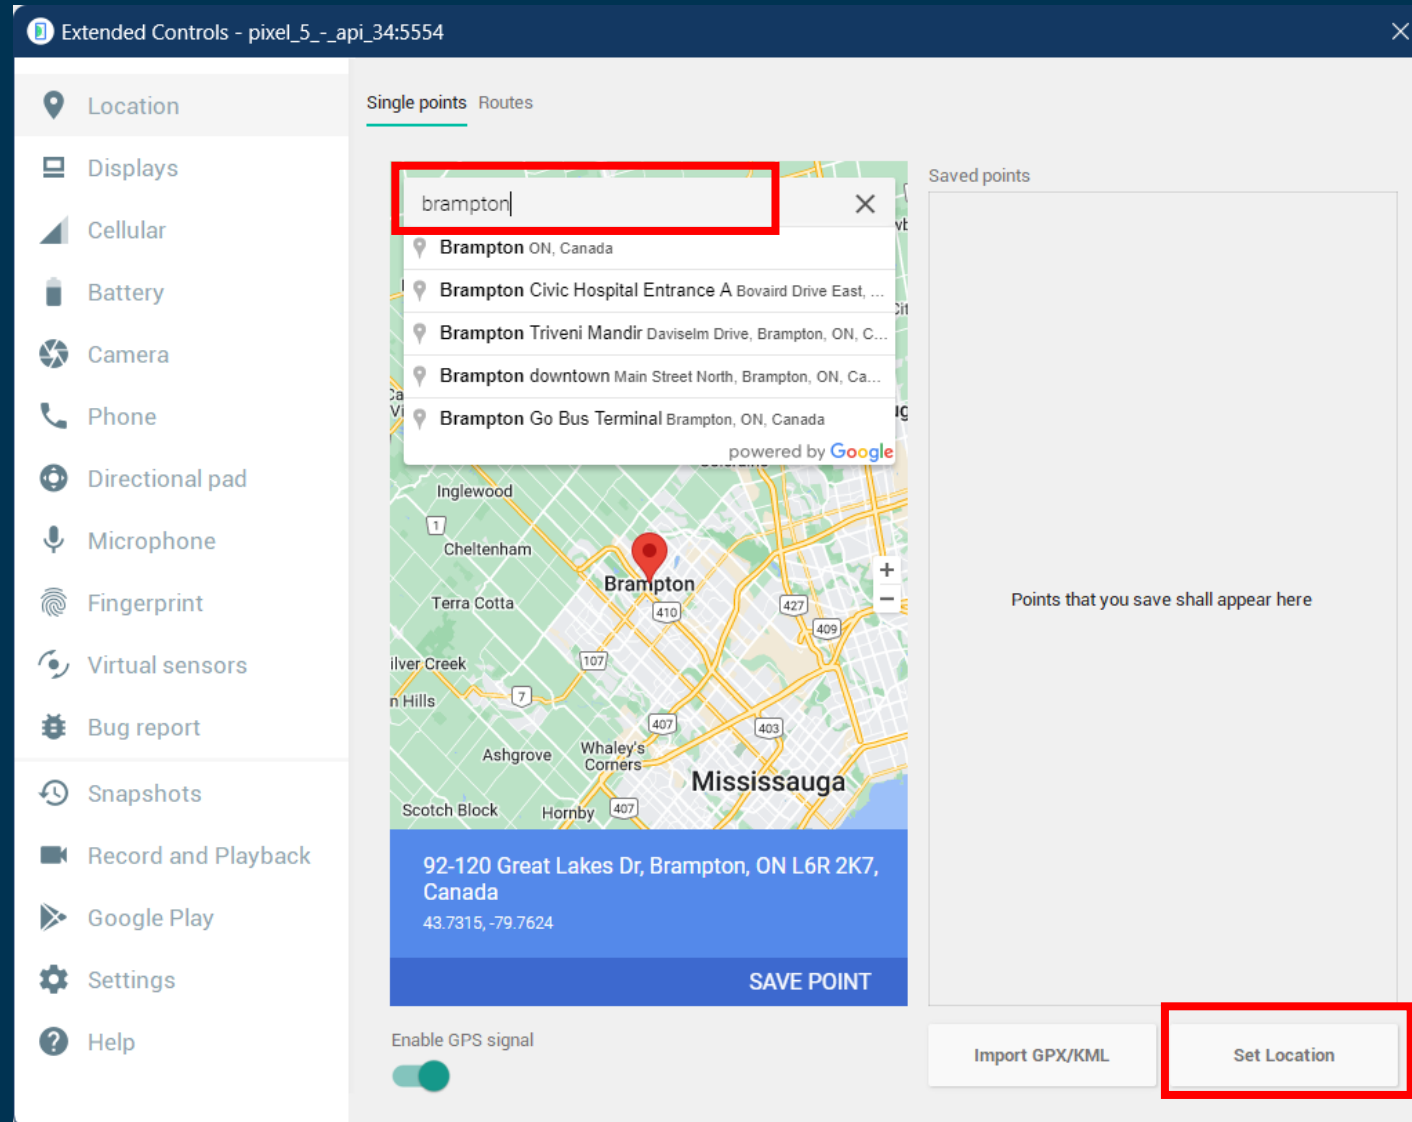 Extended Controls - pixel_5_-_api_34:5554
Location
Displays
Cellular
Battery
Camera
Phone
Directional pad
Microphone
Fingerprint
Virtual sensors
Bug report
Snapshots
Record and Playback
Google Play
Settings
Help
Single points Routes
brampton
Brampton ON, Canada
Brampton Civic Hospital Entrance A Bovaird Drive East, ...
Brampton Triveni Mandir Daviselm Drive, Brampton, ON, C...
Brampton downtown Main Street North, Brampton, ON, Ca...
Brampton Go Bus Terminal Brampton, ON, Canada
powered by Google
Inglewood
1
Cheltenham
Brampton
Terra Cotta
410
427
409
ilver Creek
107
n Hills
7
407
403
Ashgrove
Whaley's
Corners
Mississauga
Scotch Block
Hornby
407
+
−
92-120 Great Lakes Dr, Brampton, ON L6R 2K7,
Canada
43.7315, -79.7624
SAVE POINT
Enable GPS signal
Saved points
Points that you save shall appear here
Import GPX/KML
Set Location